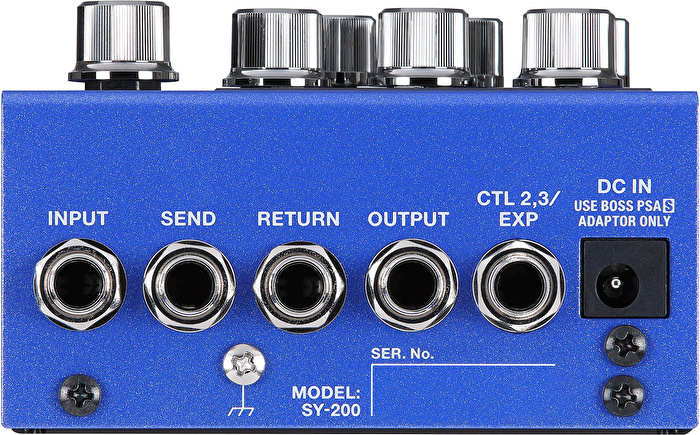 INPUT
SEND
RETURN
OUTPUT
CTL 2,3/
EXP
DC IN
USE BOSS PSA S
ADAPTOR ONLY
SER. No.
MODEL:
SY-200